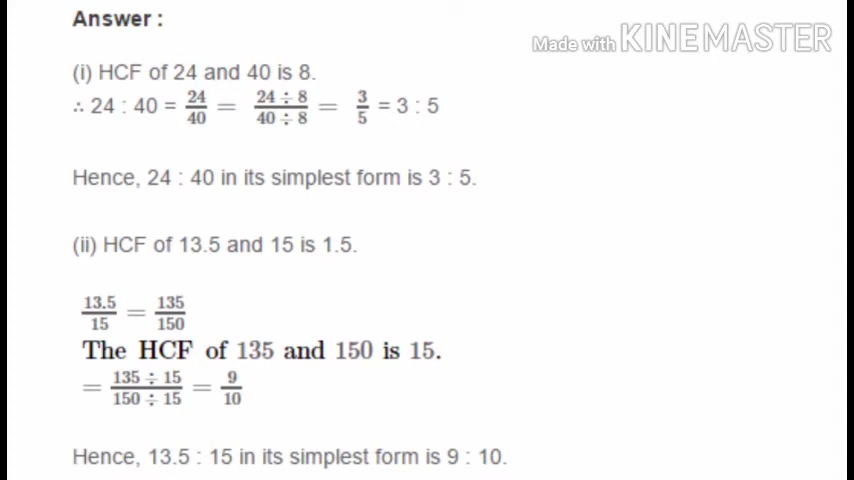 Answer :
Made with KINEMASTER
(i) HCF of 24 and 40 is 8.
∴ 24 : 40 = 24/40 = 24 ÷ 8/40 ÷ 8 = 3/5 = 3 : 5
Hence, 24 : 40 in its simplest form is 3 : 5.
(ii) HCF of 13.5 and 15 is 1.5.
13.5/15 = 135/150
The HCF of 135 and 150 is 15.
= 135 ÷ 15/150 ÷ 15 = 9/10
Hence, 13.5 : 15 in its simplest form is 9 : 10.